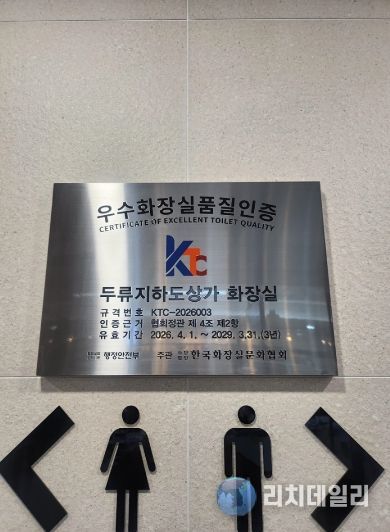 우수화장실품질인증
CERTIFICATE OF EXCELLENT TOILET QUALITY
KTC
두류지하도상가 화장실
규격번호 KTC-2026003
인증근거 협회정관 제 4조 제2항
유효기간 2026. 4. 1. ~ 2029. 3.31.(3년)
행정안전부 주관 한국화장실문화협회
리치데일리